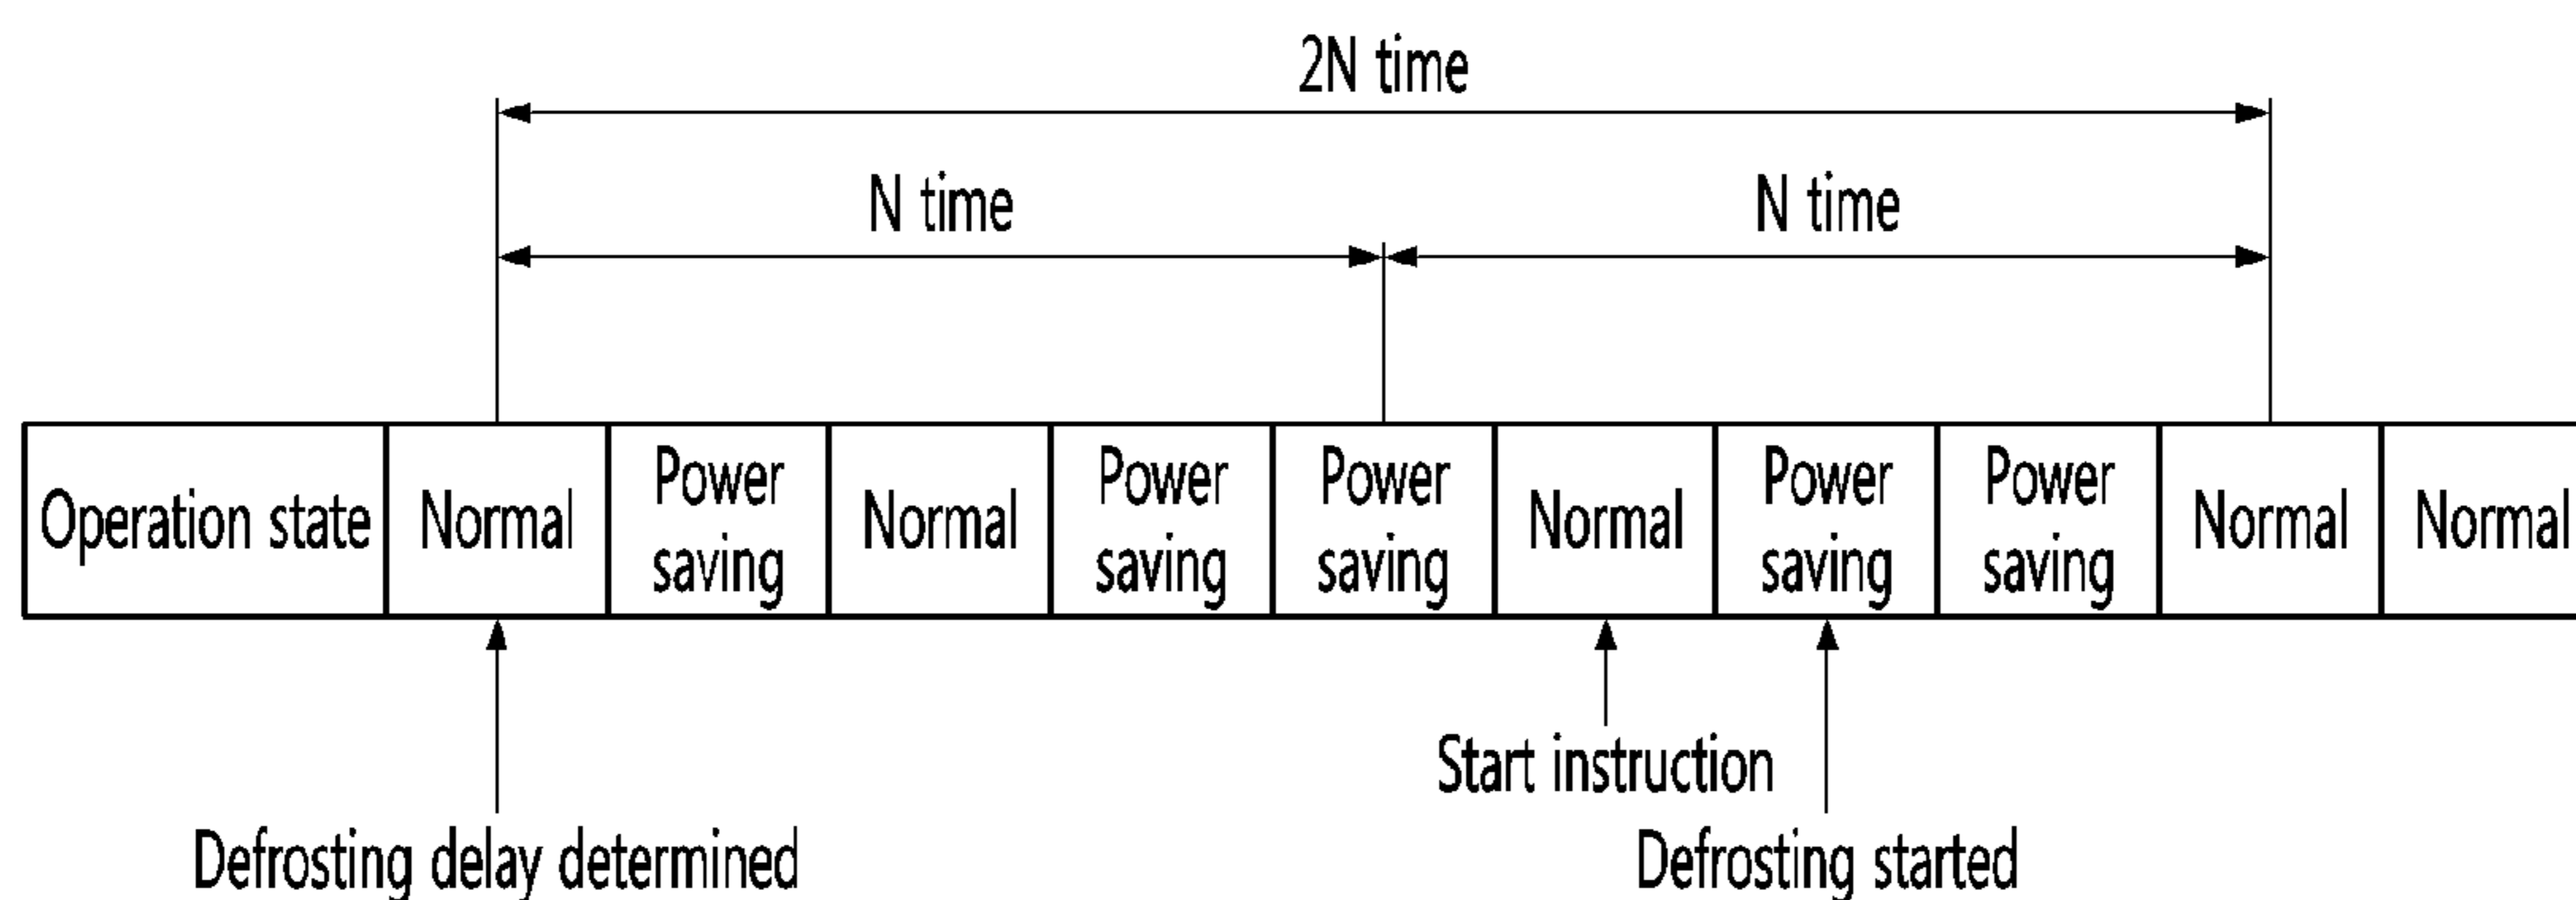 2N time
N time
N time
Operation state
Normal
Power
saving
Normal
Power
saving
Power
saving
Normal
Power
saving
Power
saving
Normal
Normal
Start instruction
Defrosting delay determined
Defrosting started